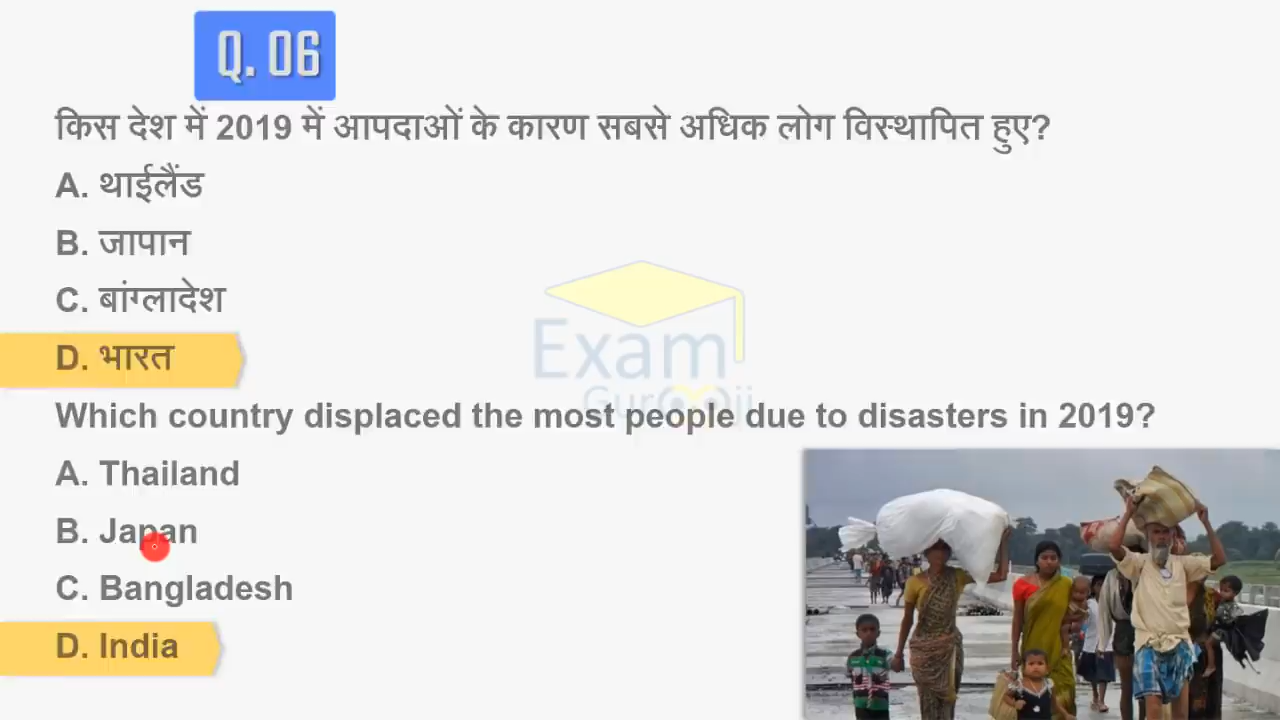 Q. 06
किस देश में 2019 में आपदाओं के कारण सबसे अधिक लोग विस्थापित हुए?
A. थाईलैंड
B. जापान
C. बांग्लादेश
D. भारत
Exam
Gurooji
Which country displaced the most people due to disasters in 2019?
A. Thailand
B. Japan
C. Bangladesh
D. India